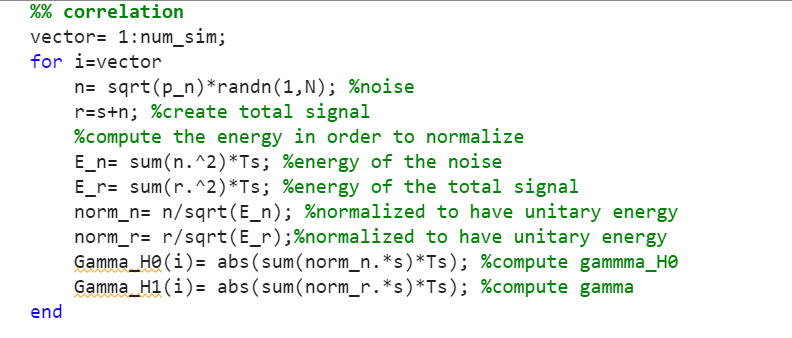 %% correlation
vector= 1:num_sim;
for i=vector
n= sqrt(p_n)*randn(1,N); %noise
r=s+n; %create total signal
%compute the energy in order to normalize
E_n= sum(n.^2)*Ts; %energy of the noise
E_r= sum(r.^2)*Ts; %energy of the total signal
norm_n= n/sqrt(E_n); %normalized to have unitary energy
norm_r= r/sqrt(E_r);%normalized to have unitary energy
Gamma_H0(i)= abs(sum(norm_n.*s)*Ts); %compute gammma_H0
Gamma_H1(i)= abs(sum(norm_r.*s)*Ts); %compute gamma
end